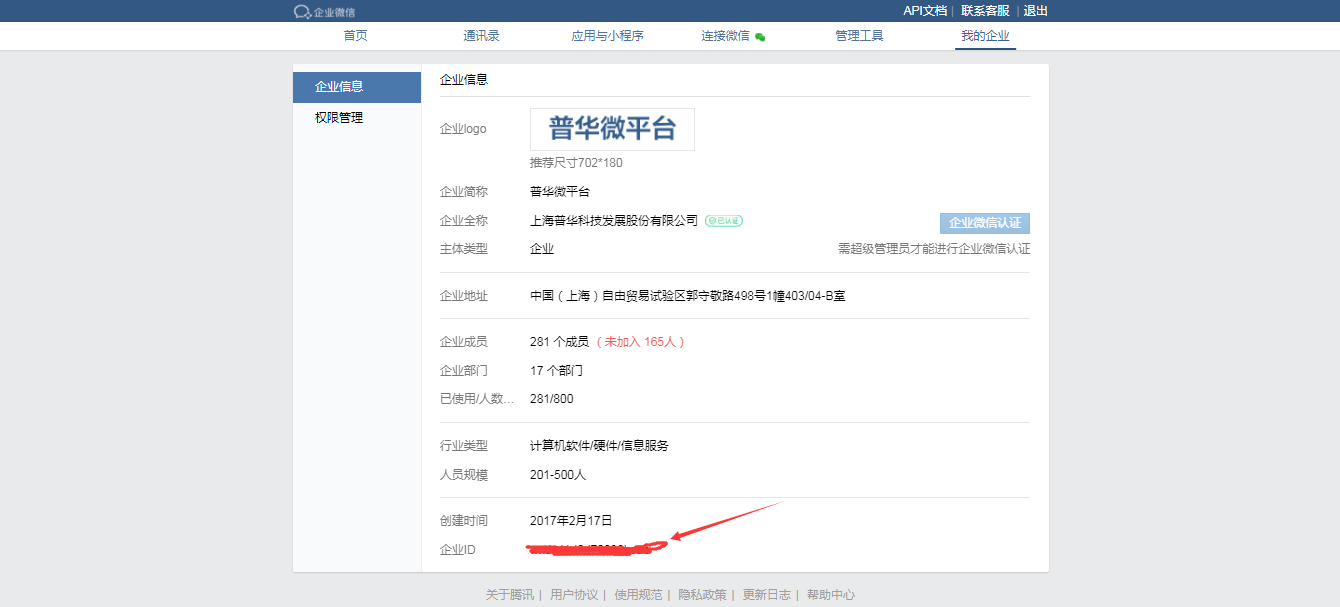 企业微信 API文档 | 联系客服 | 退出
首页 通讯录 应用与小程序 连接微信 管理工具 我的企业
企业信息
权限管理
企业信息
企业logo 普华微平台
推荐尺寸702*180
企业简称 普华微平台
企业全称 上海普华科技发展股份有限公司 已认证 企业微信认证
主体类型 企业 需超级管理员才能进行企业微信认证
企业地址 中国（上海）自由贸易试验区郭守敬路498号1幢403/04-B室
企业成员 281 个成员 （未加入 165人）
企业部门 17 个部门
已使用/人数... 281/800
行业类型 计算机软件/硬件/信息服务
人员规模 201-500人
创建时间 2017年2月17日
企业ID
关于腾讯 | 用户协议 | 使用规范 | 隐私政策 | 更新日志 | 帮助中心